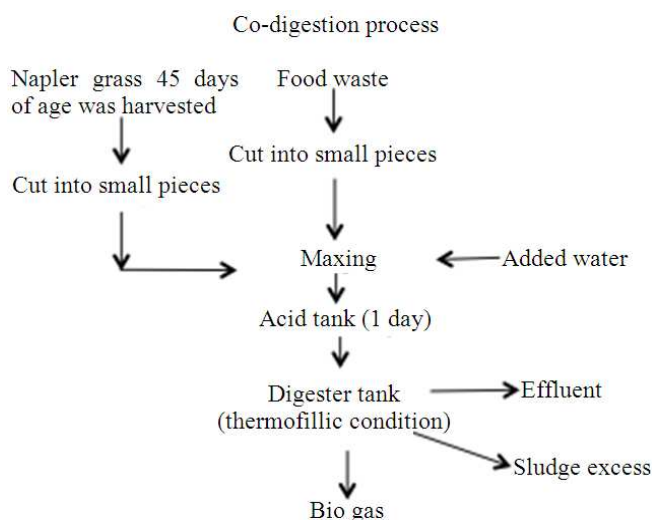 Co-digestion process
Napler grass 45 days
of age was harvested
Food waste
Cut into small pieces
Cut into small pieces
Maxing
Added water
Acid tank (1 day)
Digester tank
(thermofillic condition)
Effluent
Sludge excess
Bio gas